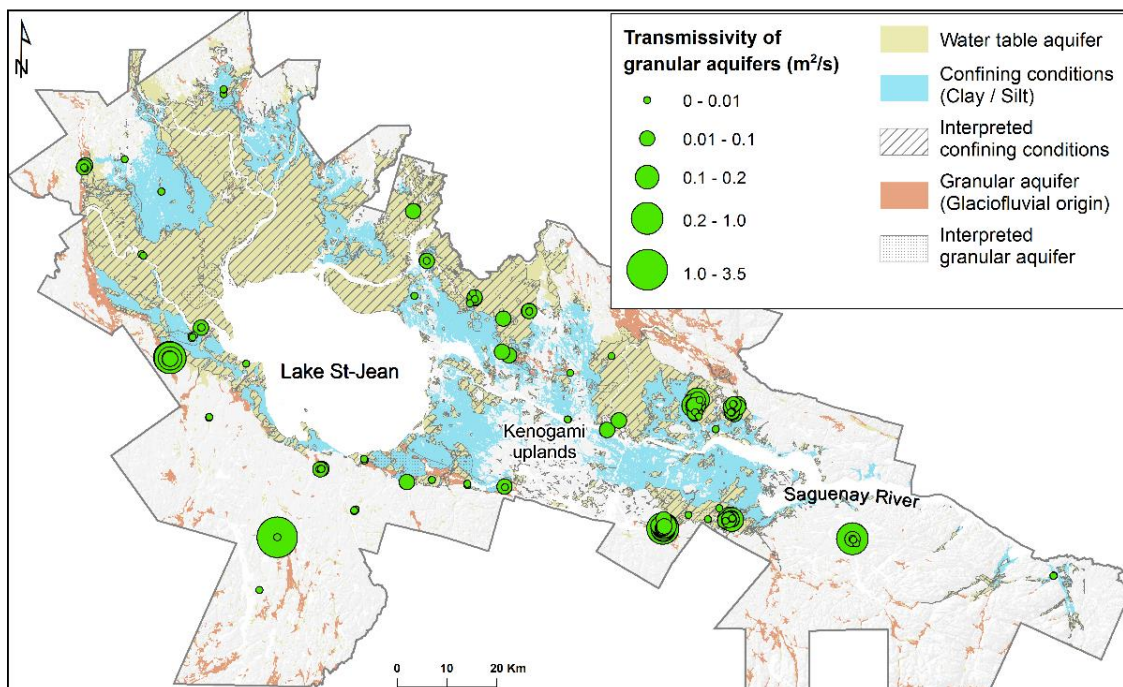 N
Transmissivity of
granular aquifers (m²/s)
0 - 0.01
0.01 - 0.1
0.1 - 0.2
0.2 - 1.0
1.0 - 3.5
Water table aquifer
Confining conditions
(Clay / Silt)
Interpreted
confining conditions
Granular aquifer
(Glaciofluvial origin)
Interpreted
granular aquifer
Lake St-Jean
Kenogami
uplands
Saguenay River
0 10 20 Km